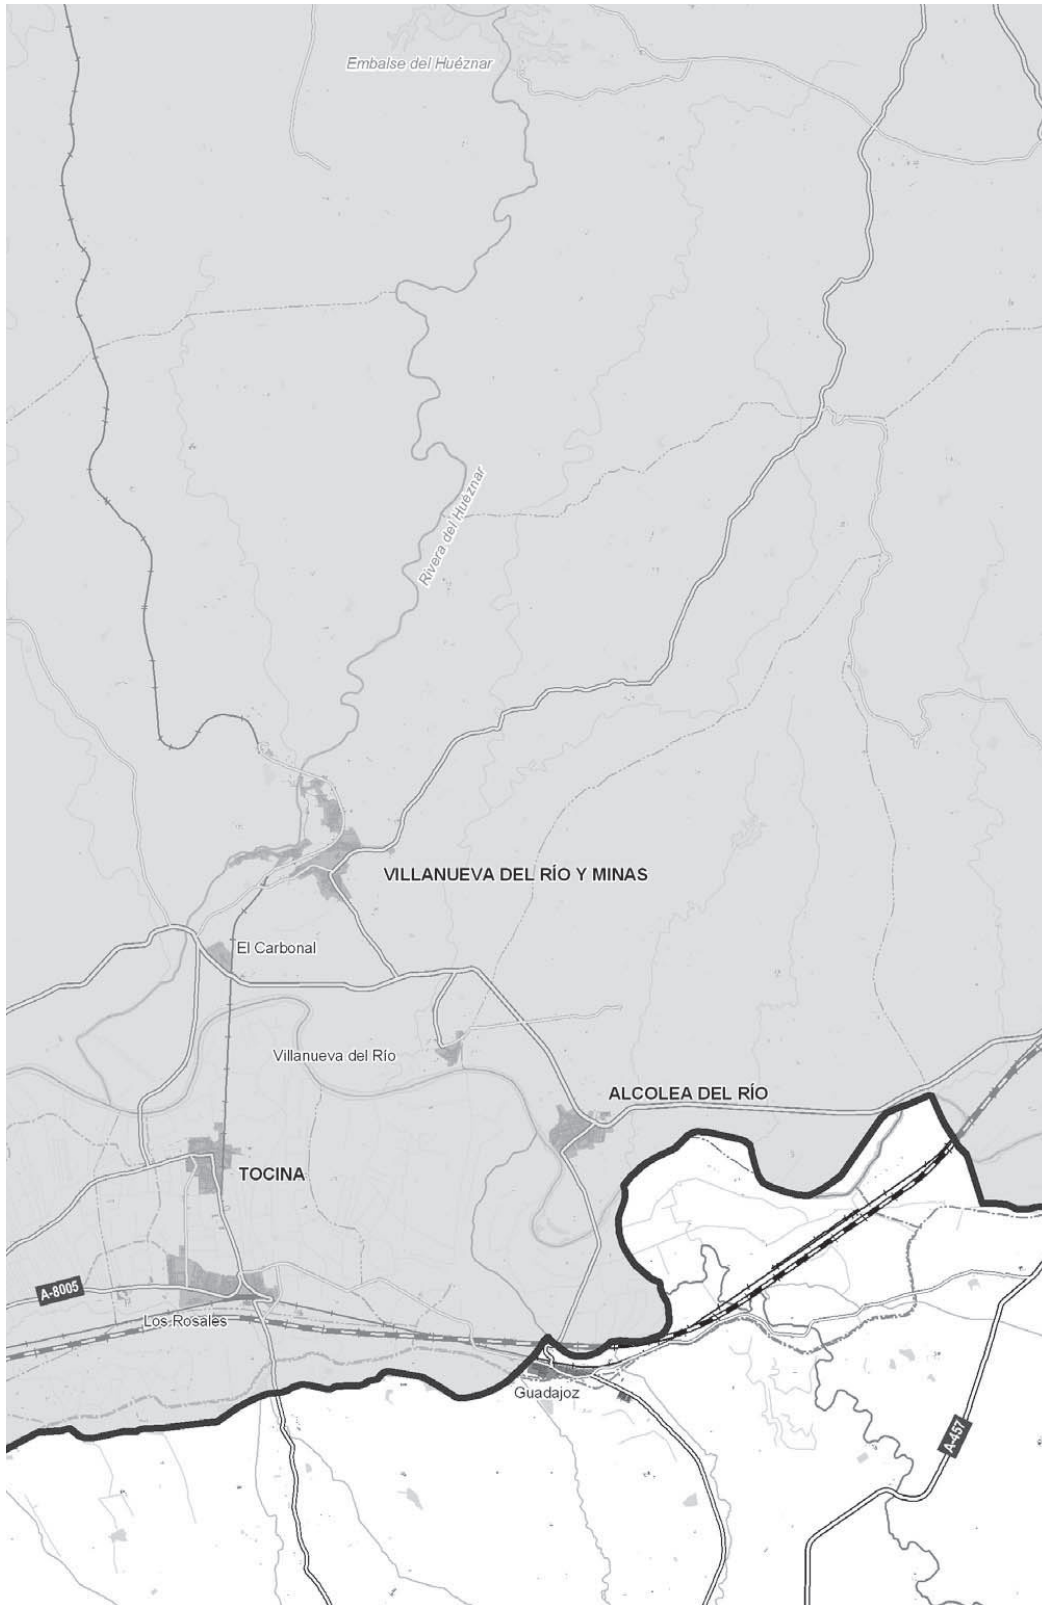 Embalse del Huéznar
Rivera del Huéznar
VILLANUEVA DEL RÍO Y MINAS
El Carbonal
Villanueva del Río
ALCOLEA DEL RÍO
TOCINA
A-8005
Los Rosales
Guadajoz
A-457